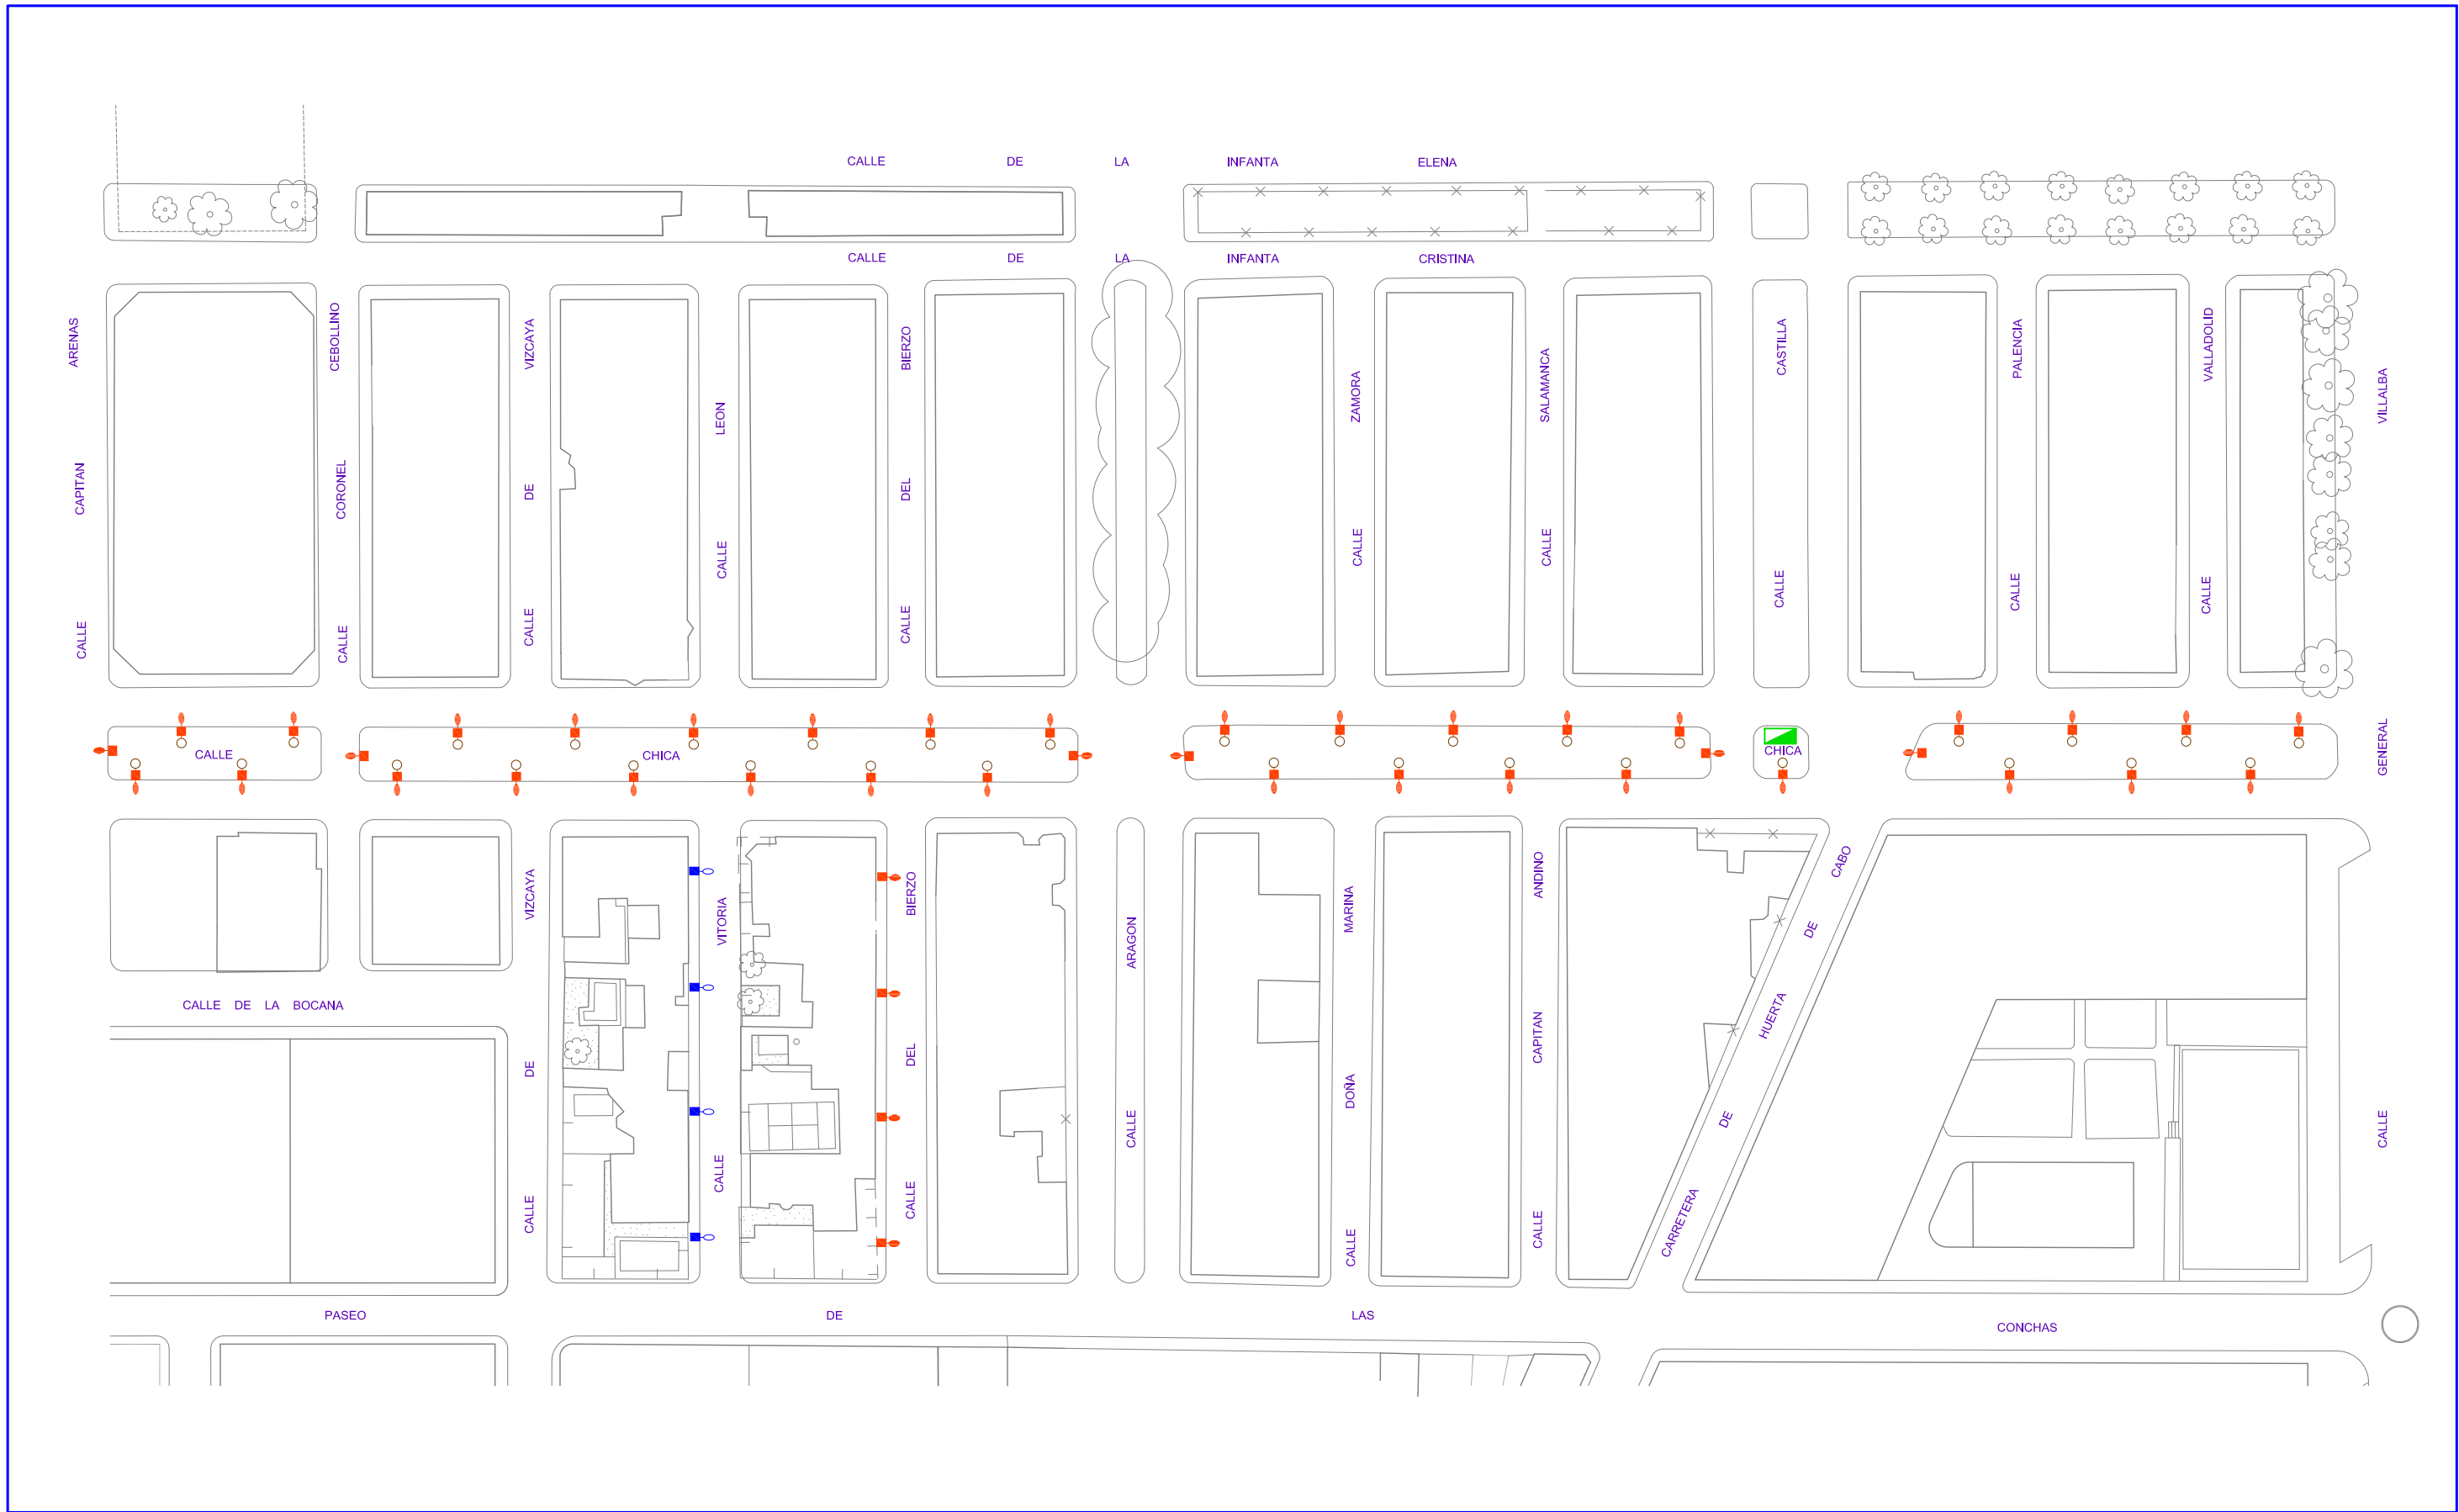 CALLE DE LA INFANTA ELENA
CALLE DE LA INFANTA CRISTINA
CALLE CAPITAN ARENAS
CALLE CORONEL CEBOLLINO
CALLE DE VIZCAYA
CALLE LEON
CALLE DEL BIERZO
CALLE ZAMORA
CALLE SALAMANCA
CALLE CASTILLA
CALLE PALENCIA
CALLE VALLADOLID
CALLE GENERAL VILLALBA
CALLE CHICA CHICA
CALLE DE VIZCAYA
CALLE VITORIA
CALLE DEL BIERZO
CALLE ARAGON
CALLE DOÑA MARINA
CALLE CAPITAN ANDINO
CARRETERA DE HUERTA DE CABO
CALLE DE LA BOCANA
PASEO DE LAS CONCHAS